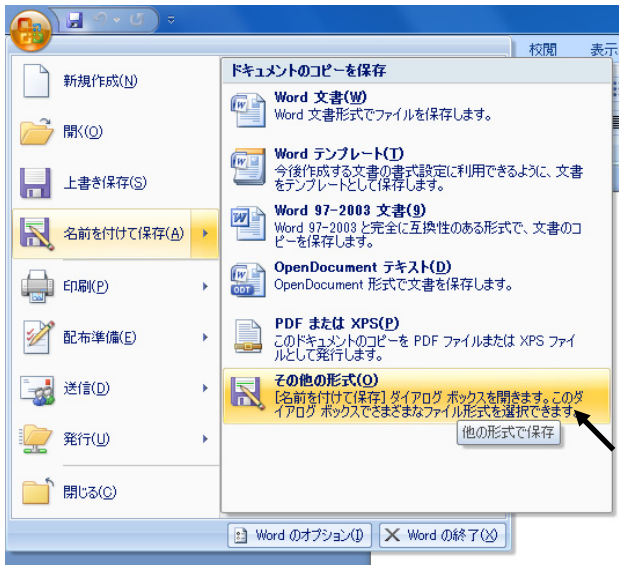 校閲 表示
新規作成(N)
開く(O)
上書き保存(S)
名前を付けて保存(A)
印刷(P)
配布準備(E)
送信(D)
発行(U)
閉じる(C)
ドキュメントのコピーを保存
Word 文書(W)
Word 文書形式でファイルを保存します。
Word テンプレート(T)
今後作成する文書の書式設定に利用できるように、文書
をテンプレートとして保存します。
Word 97-2003 文書(9)
Word 97-2003 と完全に互換性のある形式で、文書のコ
ピーを保存します。
OpenDocument テキスト(D)
ODT
OpenDocument 形式で文書を保存します。
PDF または XPS(P)
このドキュメントのコピーを PDF ファイルまたは XPS ファイ
ルとして発行します。
その他の形式(O)
[名前を付けて保存] ダイアログ ボックスを開きます。このダ
イアログ ボックスでさまざまなファイル形式を選択できます。
他の形式で保存
Word のオプション(I)
Word の終了(X)